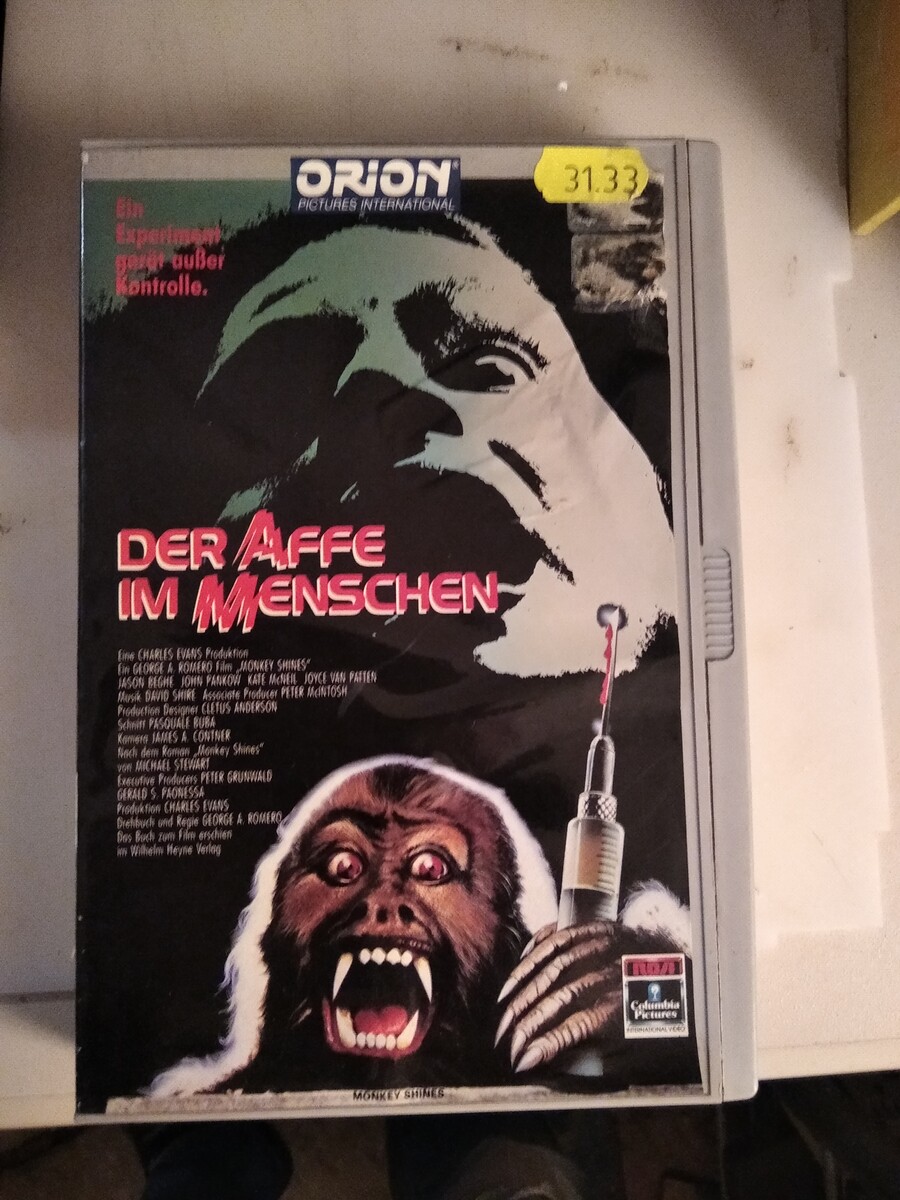 ORION
PICTURES INTERNATIONAL
31.33
Ein
Experiment
gerät außer
Kontrolle.
DER AFFE
IM MENSCHEN
Eine CHARLES EVANS Produktion
Ein GEORGE A. ROMERO Film „MONKEY SHINES"
JASON BEGHE JOHN PANKOW KATE McNEIL JOYCE VAN PATTEN
Musik DAVID SHIRE Associate Producer PETER McINTOSH
Production Designer CLETUS ANDERSON
Schnitt PASQUALE BUBA
Kamera JAMES A. CONTNER
Nach dem Roman „Monkey Shines"
von MICHAEL STEWART
Executive Producers PETER GRUNWALD
GERALD S. PAONESSA
Produktion CHARLES EVANS
Drehbuch und Regie GEORGE A. ROMERO
Das Buch zum Film erschien
im Wilhelm Heyne Verlag
RCA
Columbia
Pictures
INTERNATIONAL VIDEO
MONKEY SHINES